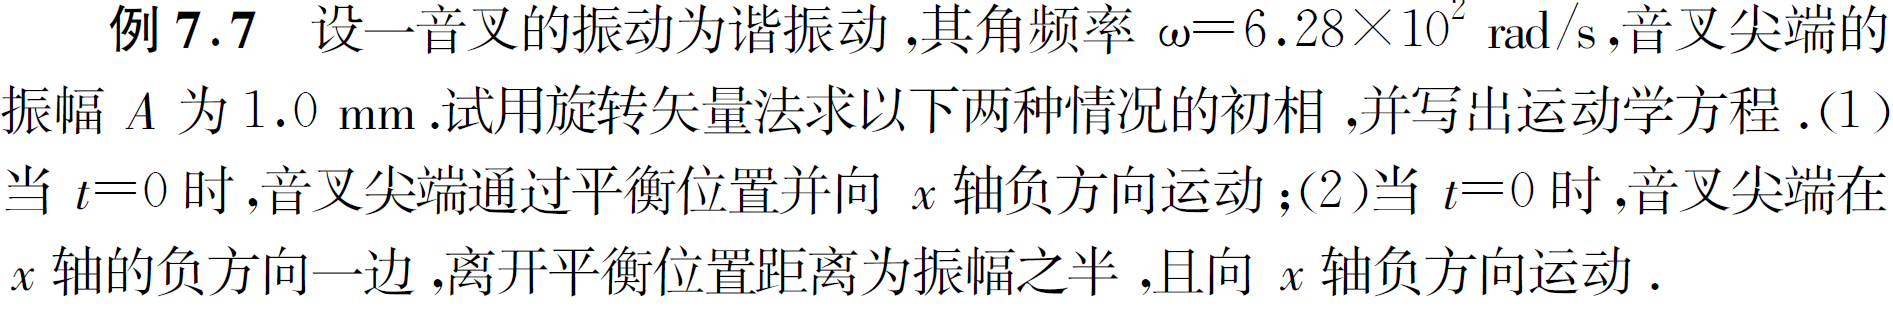 例 7.7 设一音叉的振动为谐振动,其角频率 ω=6.28×10² rad/s,音叉尖端的
振幅 A 为 1.0 mm.试用旋转矢量法求以下两种情况的初相,并写出运动学方程.(1)
当 t=0 时,音叉尖端通过平衡位置并向 x 轴负方向运动;(2)当 t=0 时,音叉尖端在
x 轴的负方向一边,离开平衡位置距离为振幅之半,且向 x 轴负方向运动.